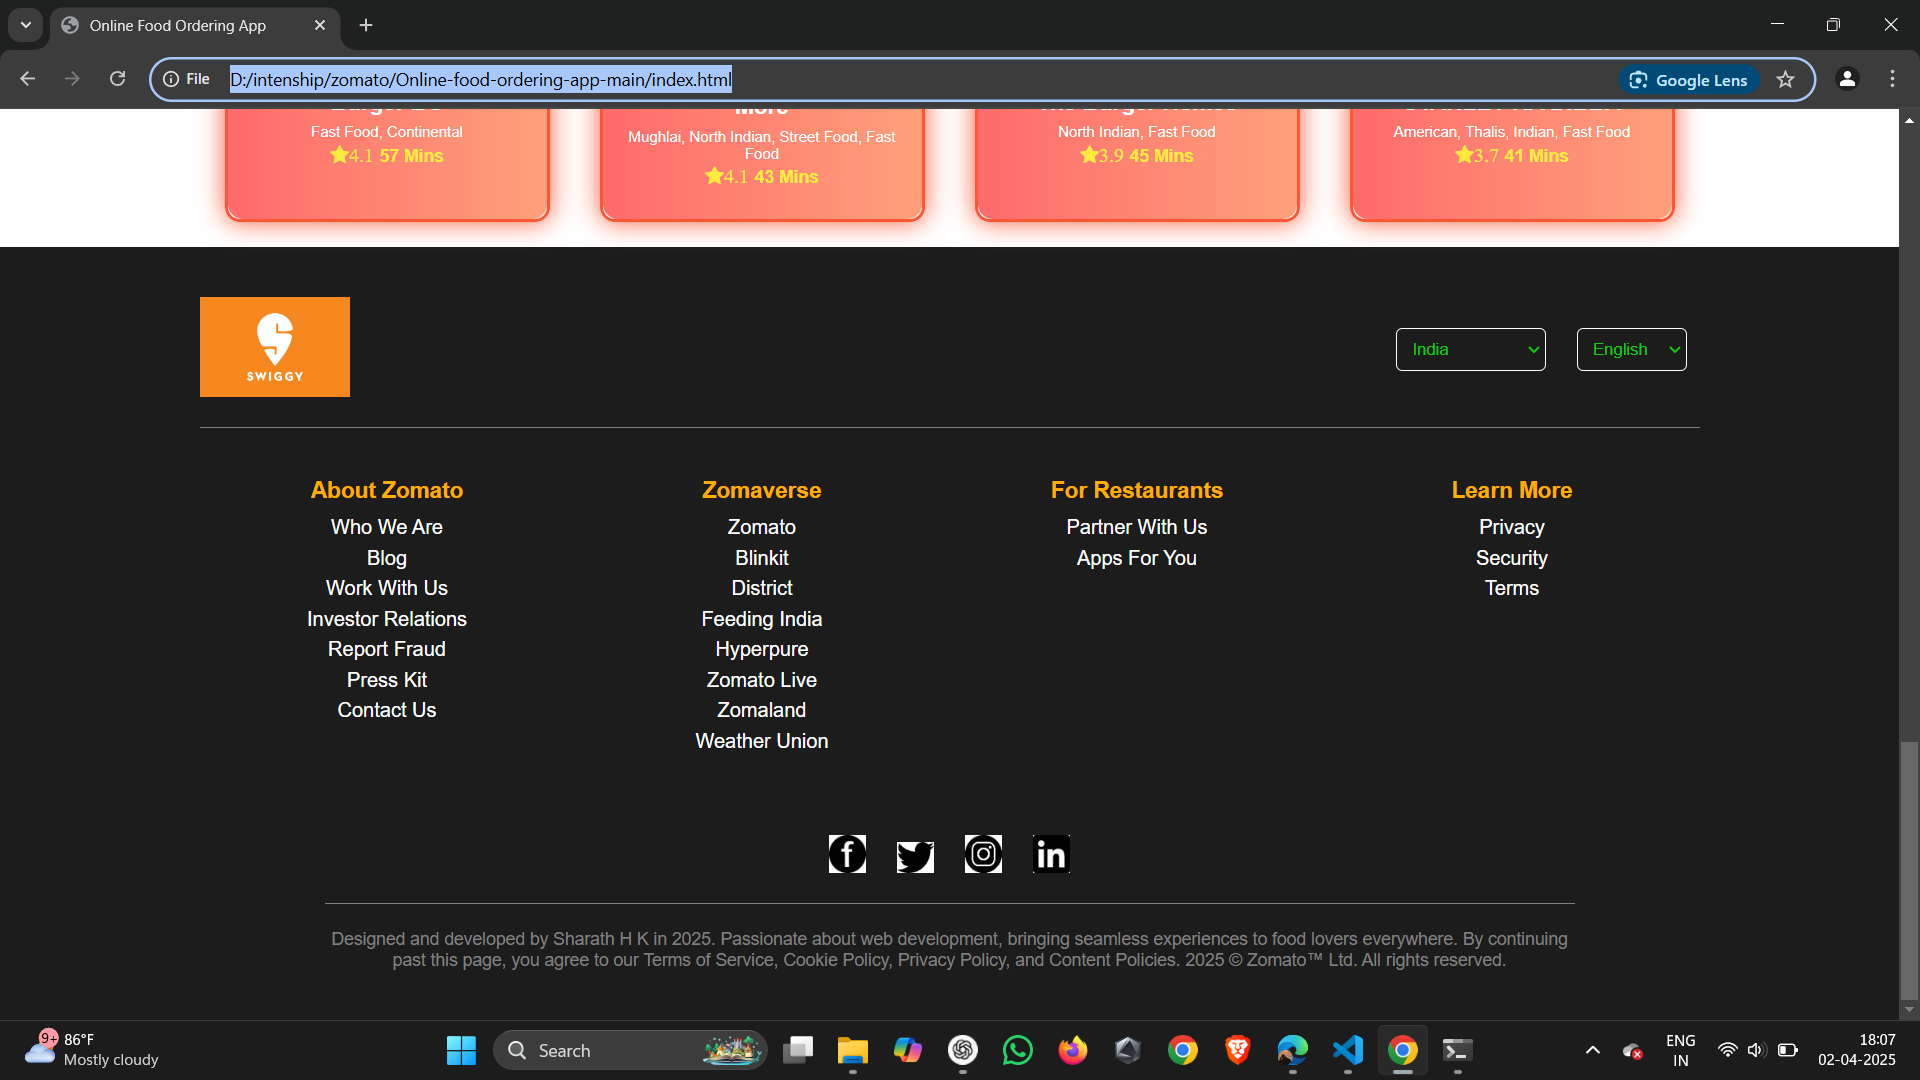 Online Food Ordering App
File
D:/intenship/zomato/Online-food-ordering-app-main/index.html
Google Lens
More
Fast Food, Continental
4.1 57 Mins
Mughlai, North Indian, Street Food, Fast
Food
4.1 43 Mins
North Indian, Fast Food
3.9 45 Mins
American, Thalis, Indian, Fast Food
3.7 41 Mins
SWIGGY
India
English
About Zomato
Who We Are
Blog
Work With Us
Investor Relations
Report Fraud
Press Kit
Contact Us
Zomaverse
Zomato
Blinkit
District
Feeding India
Hyperpure
Zomato Live
Zomaland
Weather Union
For Restaurants
Partner With Us
Apps For You
Learn More
Privacy
Security
Terms
Designed and developed by Sharath H K in 2025. Passionate about web development, bringing seamless experiences to food lovers everywhere. By continuing
past this page, you agree to our Terms of Service, Cookie Policy, Privacy Policy, and Content Policies. 2025 © Zomato™ Ltd. All rights reserved.
9+
86°F
Mostly cloudy
Search
ENG
IN
18:07
02-04-2025